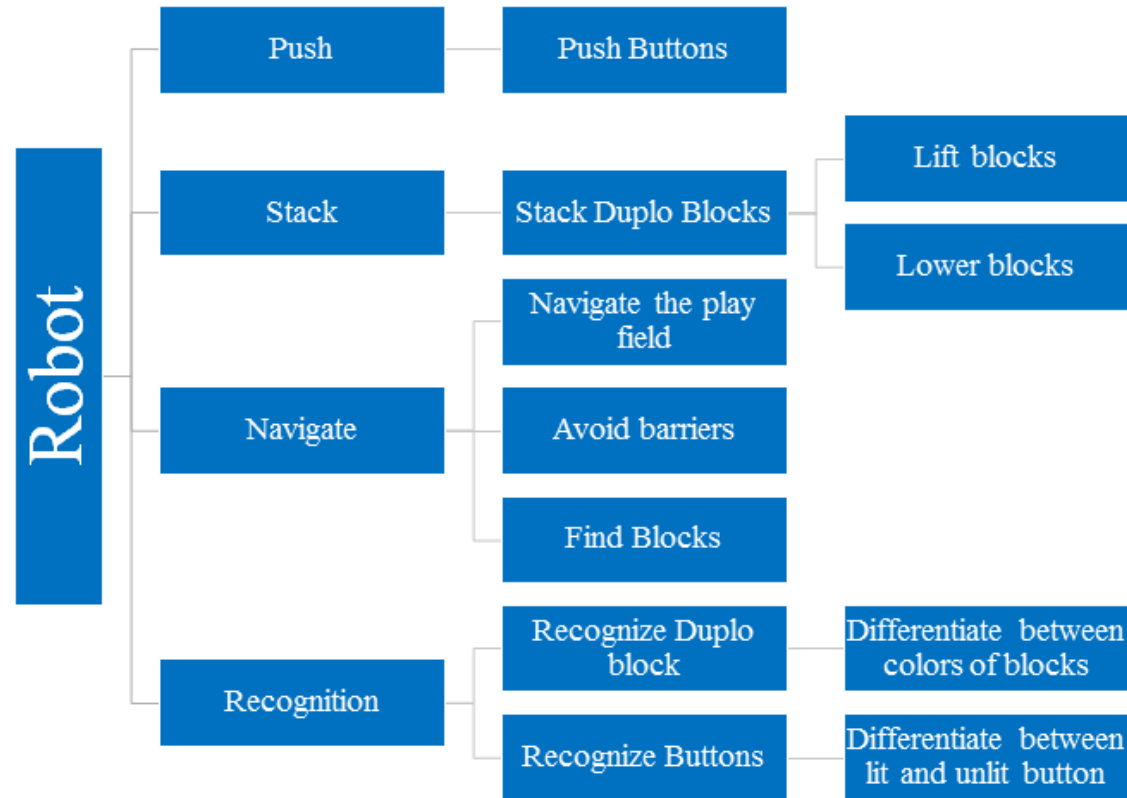 Robot
Push
Push Buttons
Stack
Stack Duplo Blocks
Lift blocks
Lower blocks
Navigate
Navigate the play
field
Avoid barriers
Find Blocks
Recognition
Recognize Duplo
block
Differentiate between
colors of blocks
Recognize Buttons
Differentiate between
lit and unlit button